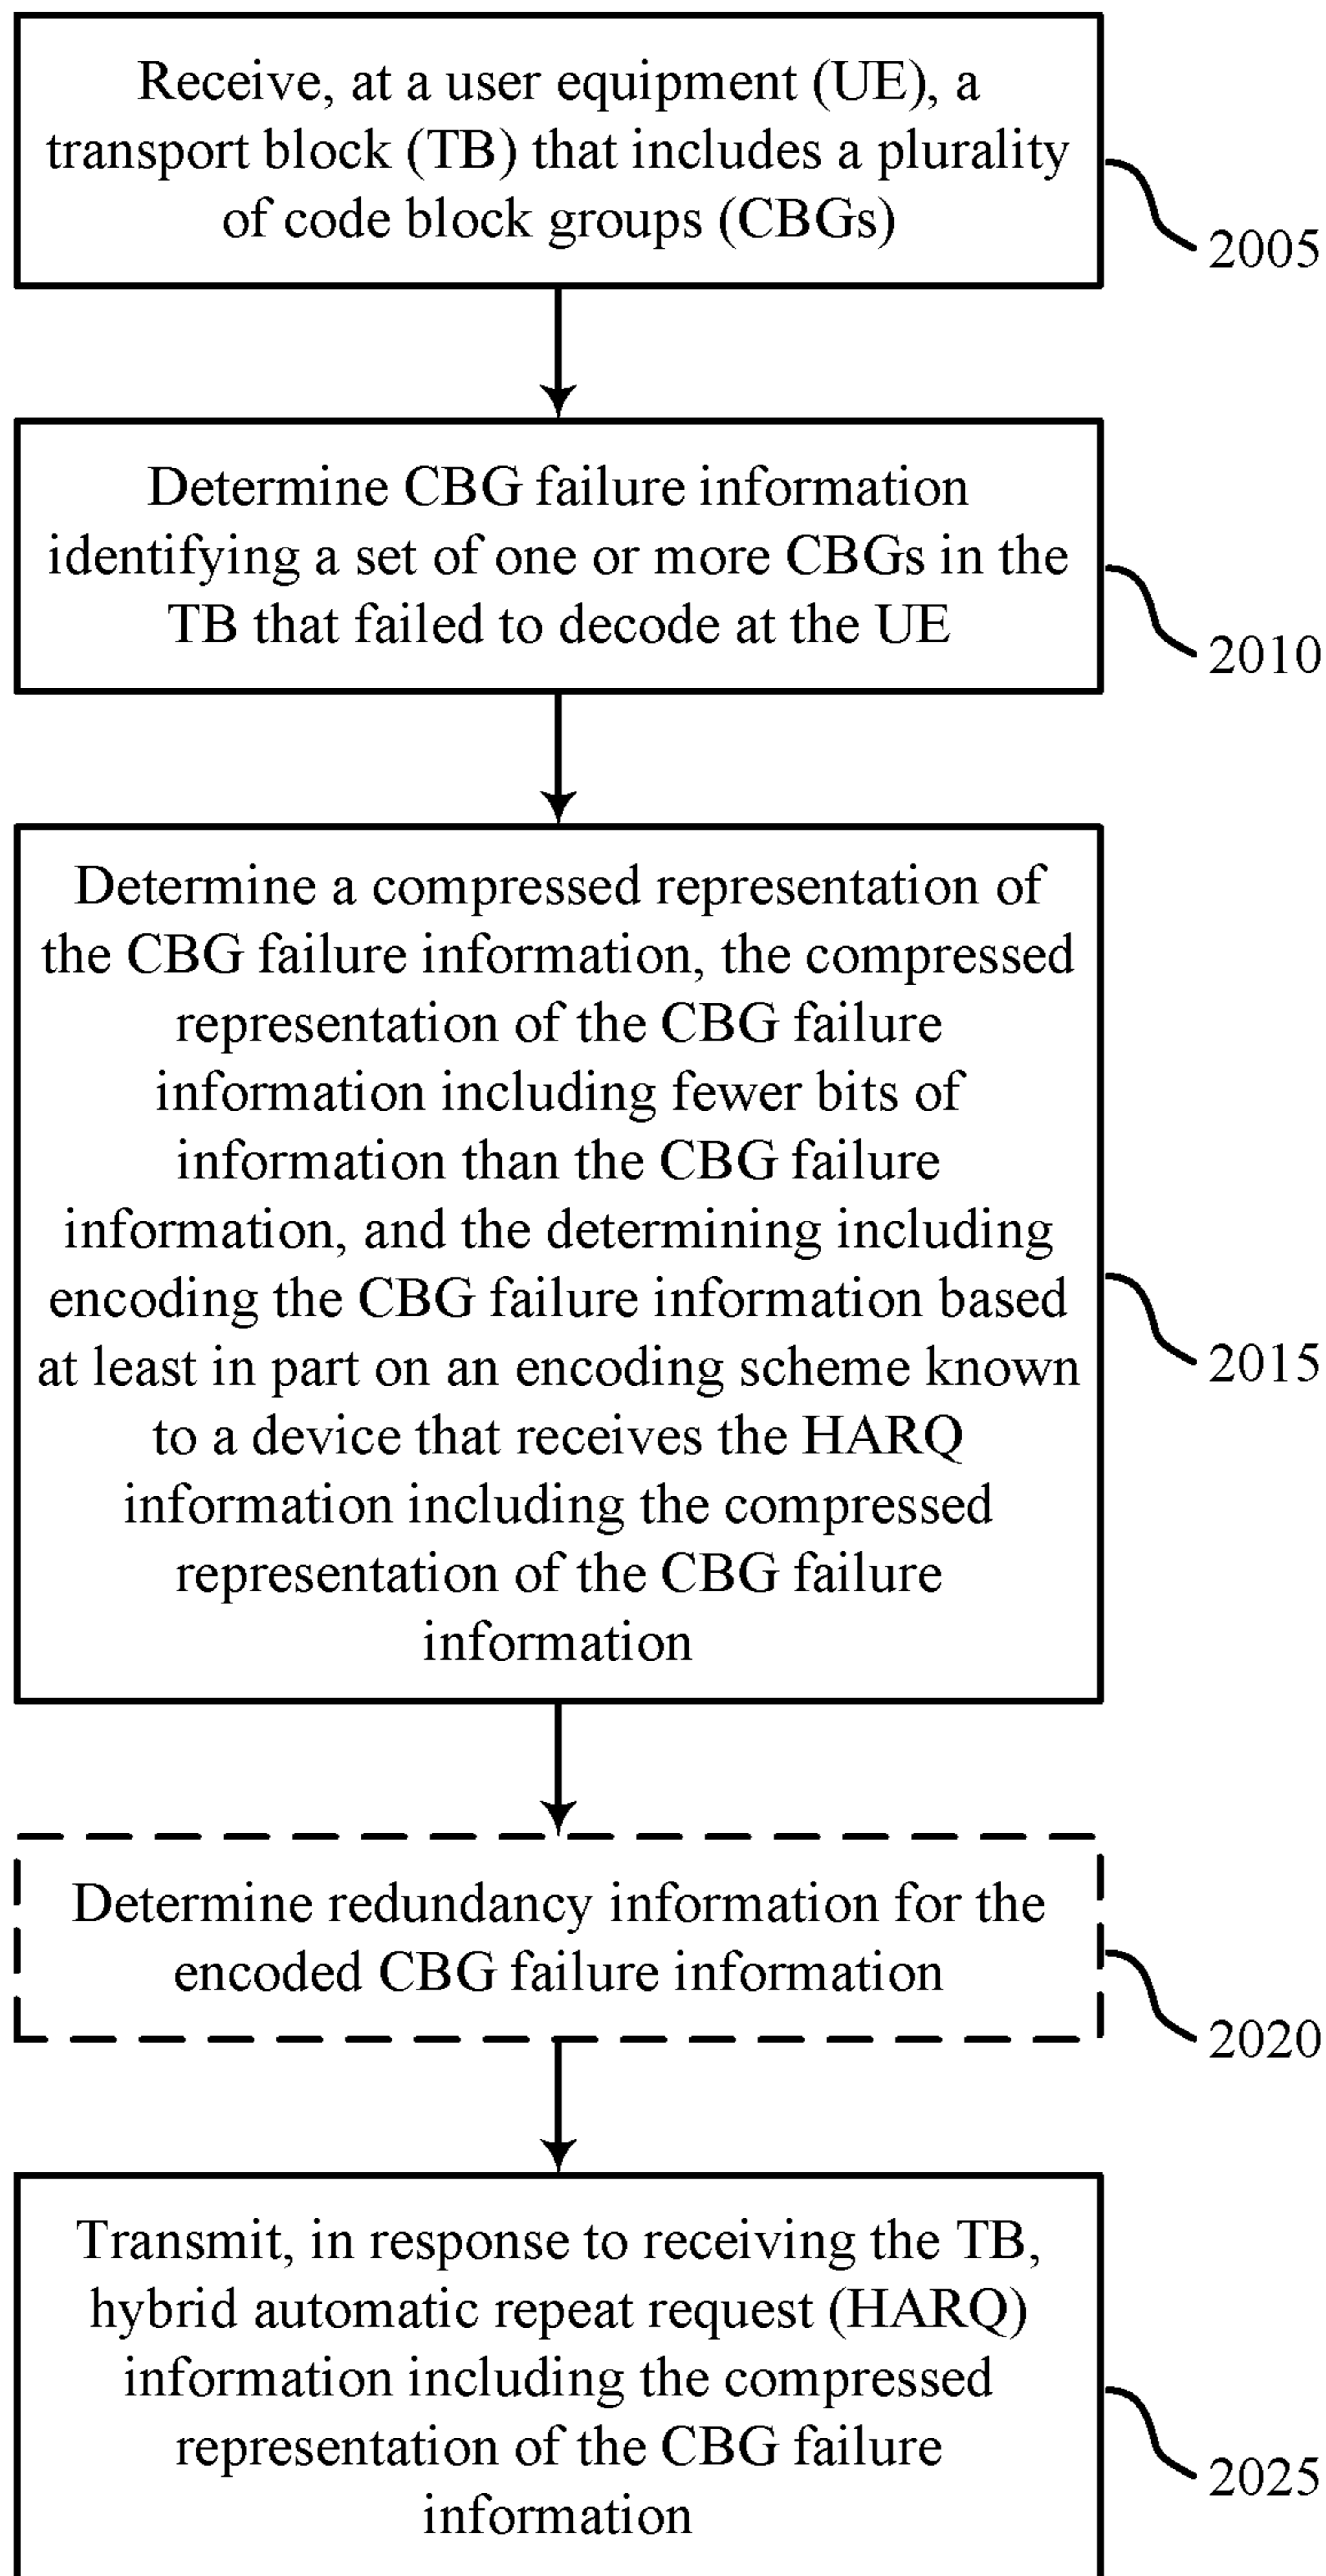 Receive, at a user equipment (UE), a
transport block (TB) that includes a plurality
of code block groups (CBGs)
2005
Determine CBG failure information
identifying a set of one or more CBGs in the
TB that failed to decode at the UE
2010
Determine a compressed representation of
the CBG failure information, the compressed
representation of the CBG failure
information including fewer bits of
information than the CBG failure
information, and the determining including
encoding the CBG failure information based
at least in part on an encoding scheme known
to a device that receives the HARQ
information including the compressed
representation of the CBG failure
information
2015
Determine redundancy information for the
encoded CBG failure information
2020
Transmit, in response to receiving the TB,
hybrid automatic repeat request (HARQ)
information including the compressed
representation of the CBG failure
information
2025